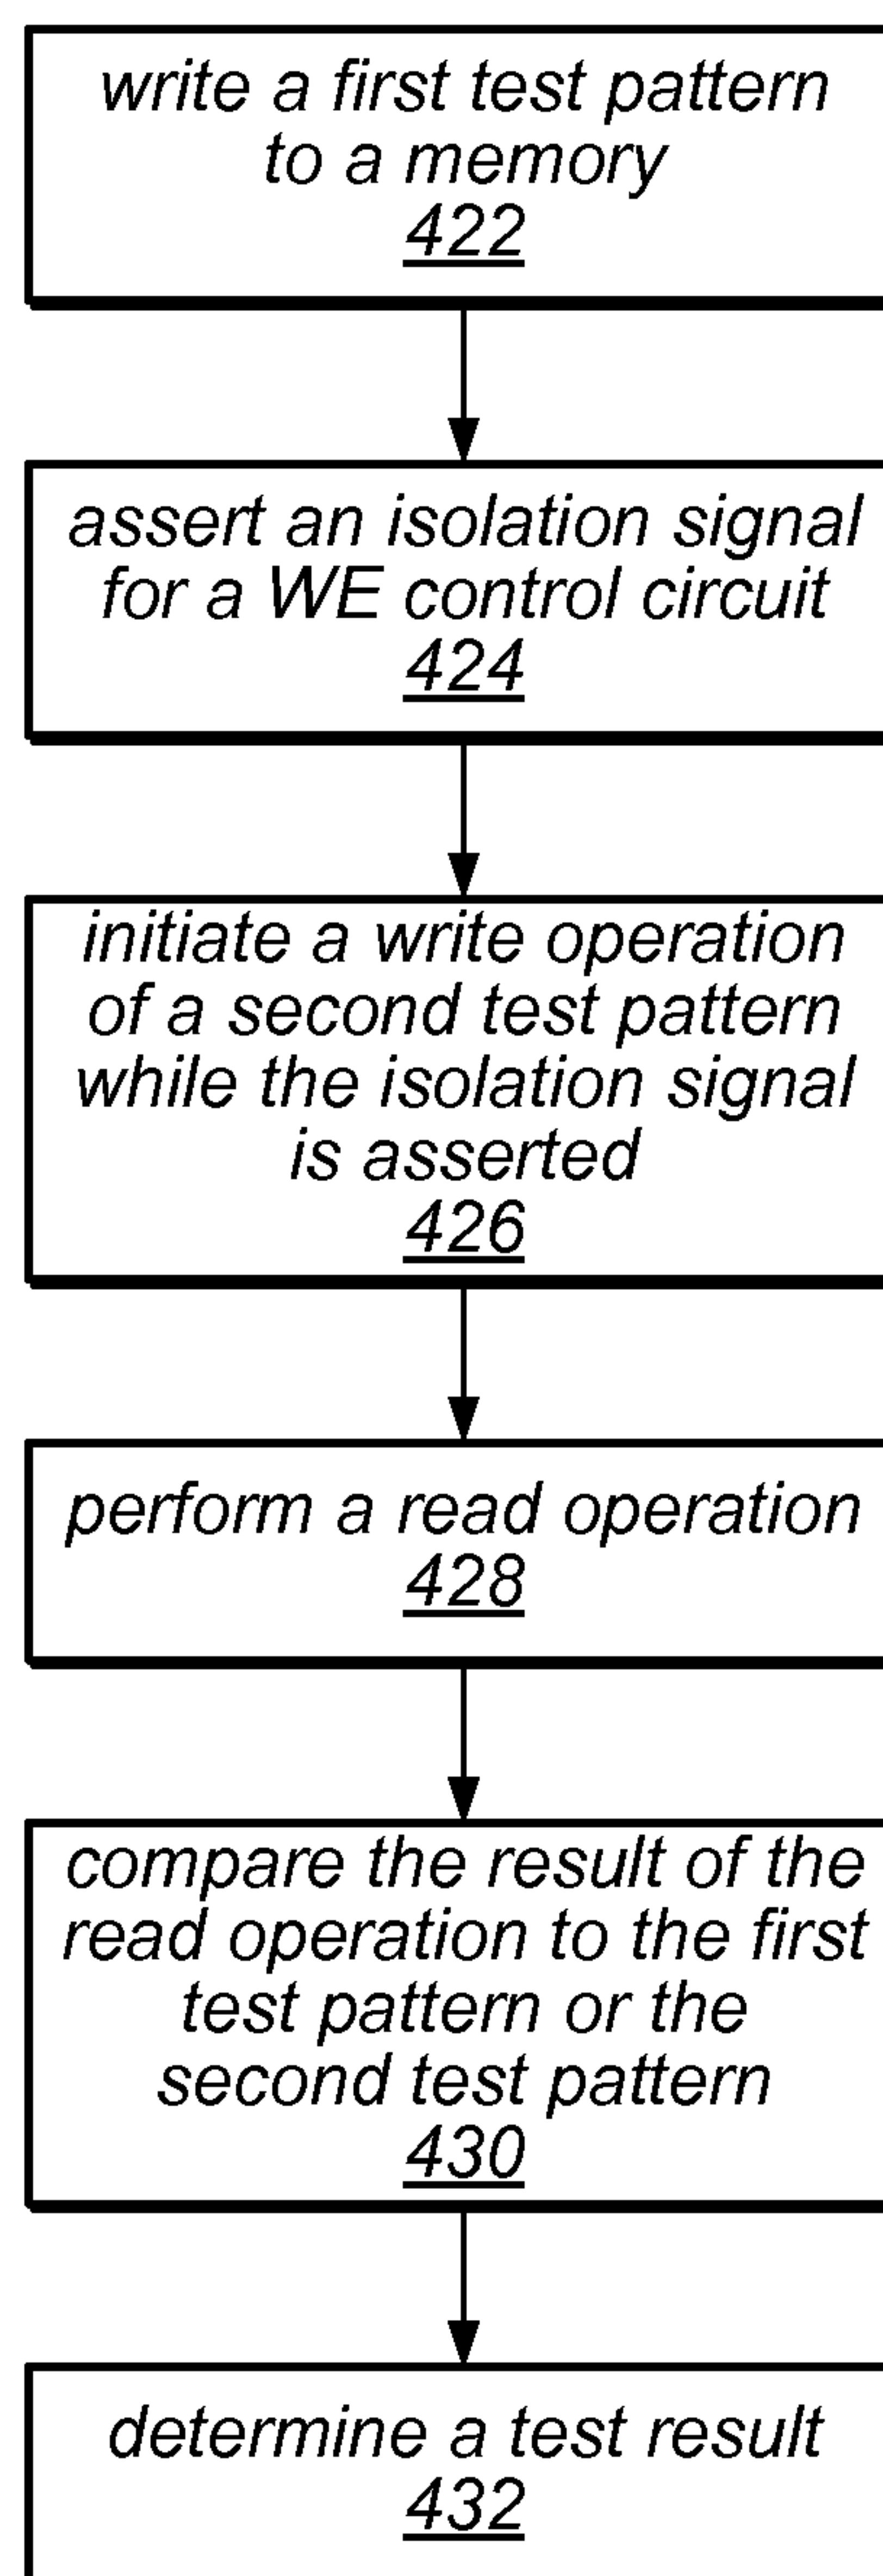 write a first test pattern
to a memory
422
assert an isolation signal
for a WE control circuit
424
initiate a write operation
of a second test pattern
while the isolation signal
is asserted
426
perform a read operation
428
compare the result of the
read operation to the first
test pattern or the
second test pattern
430
determine a test result
432